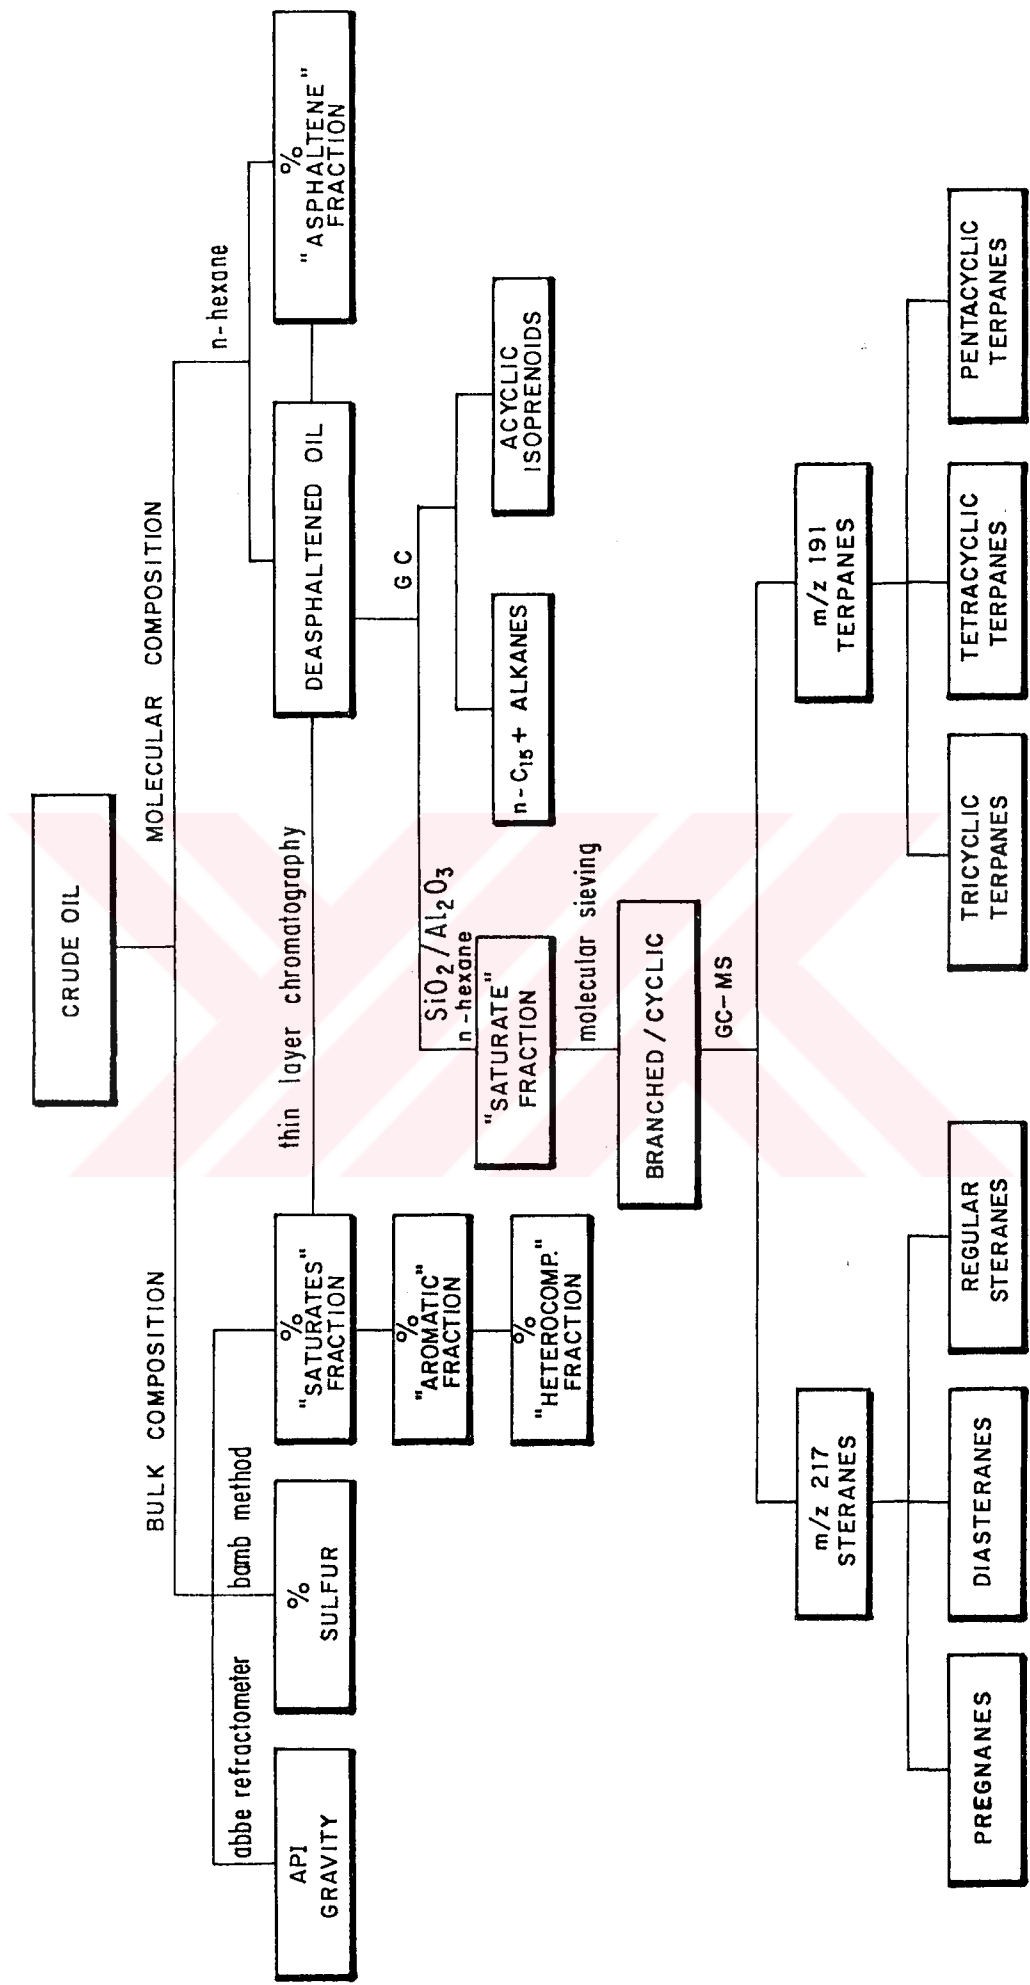 CRUDE OIL
BULK COMPOSITION
MOLECULAR COMPOSITION
abbe refractometer
bamb method
n-hexane
API
GRAVITY
%
SULFUR
%
"SATURATES"
FRACTION
thin layer chromatography
DEASPHALTENED OIL
%
"ASPHALTENE"
FRACTION
%
"AROMATIC"
FRACTION
%
"HETEROCOMP."
FRACTION
GC
SiO₂/Al₂O₃
n-hexane
"SATURATE"
FRACTION
n-C₁₅+ ALKANES
ACYCLIC
ISOPRENOIDS
molecular sieving
BRANCHED/CYCLIC
GC-MS
m/z 217
STERANES
m/z 191
TERPANES
PREGNANES
DIASTERANES
REGULAR
STERANES
TRICYCLIC
TERPANES
TETRACYCLIC
TERPANES
PENTACYCLIC
TERPANES